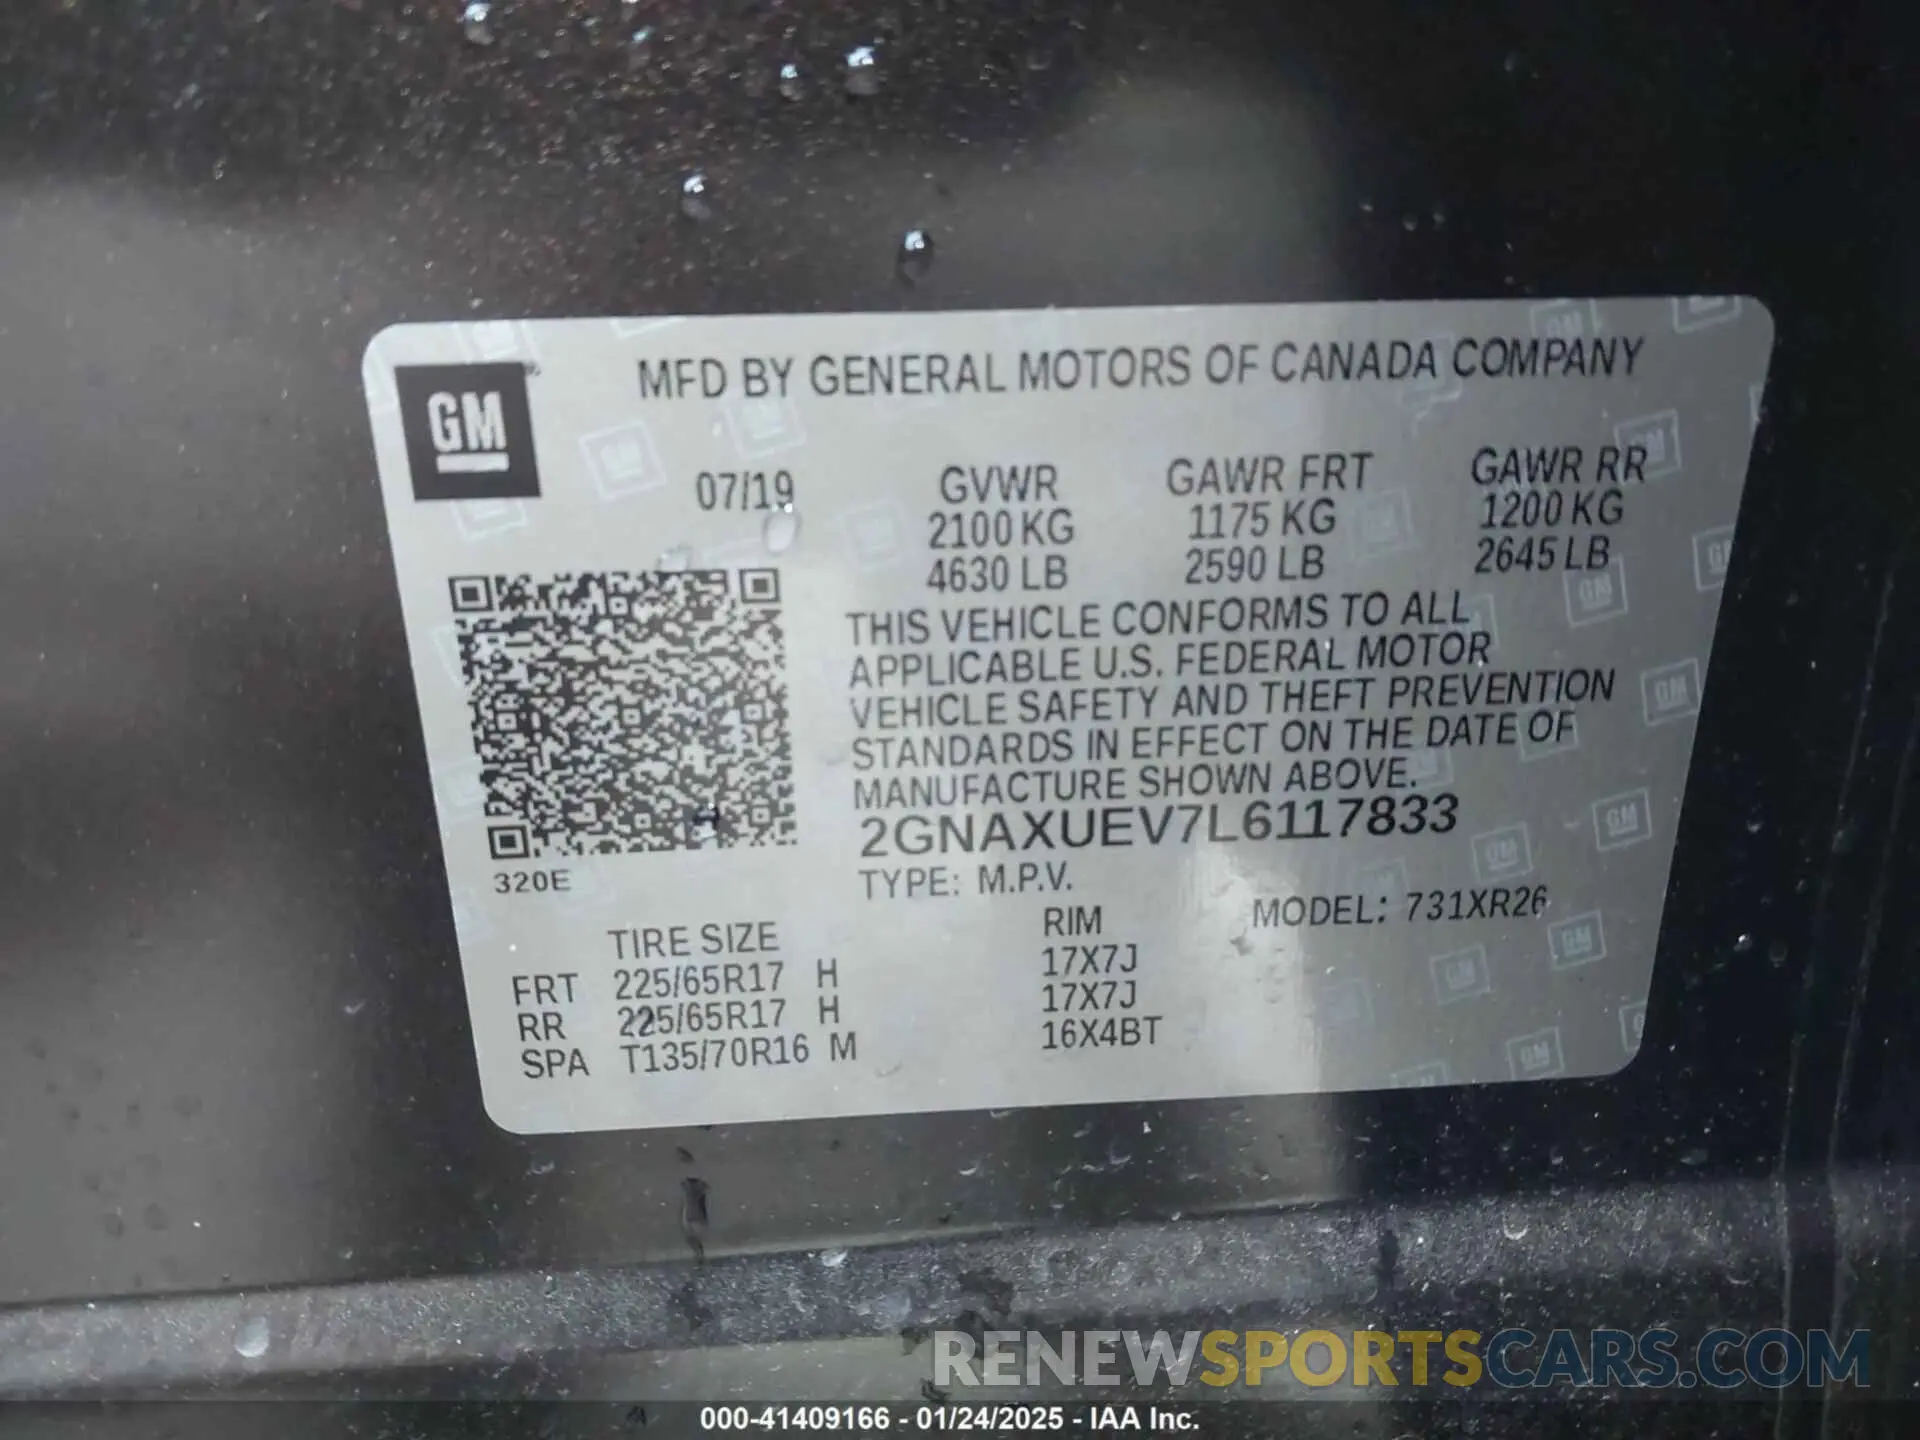 MFD BY GENERAL MOTORS OF CANADA COMPANY
GM
07/19
GVWR GAWR FRT GAWR RR
2100 KG 1175 KG 1200 KG
4630 LB 2590 LB 2645 LB
THIS VEHICLE CONFORMS TO ALL
APPLICABLE U.S. FEDERAL MOTOR
VEHICLE SAFETY AND THEFT PREVENTION
STANDARDS IN EFFECT ON THE DATE OF
MANUFACTURE SHOWN ABOVE.
2GNAXUEV7L6117833
320E
TYPE: M.P.V.
MODEL: 731XR26
TIRE SIZE RIM
FRT 225/65R17 H 17X7J
RR 225/65R17 H 17X7J
SPA T135/70R16 M 16X4BT
RENEWSPORTSCARS.COM
000-41409166 - 01/24/2025 - IAA Inc.